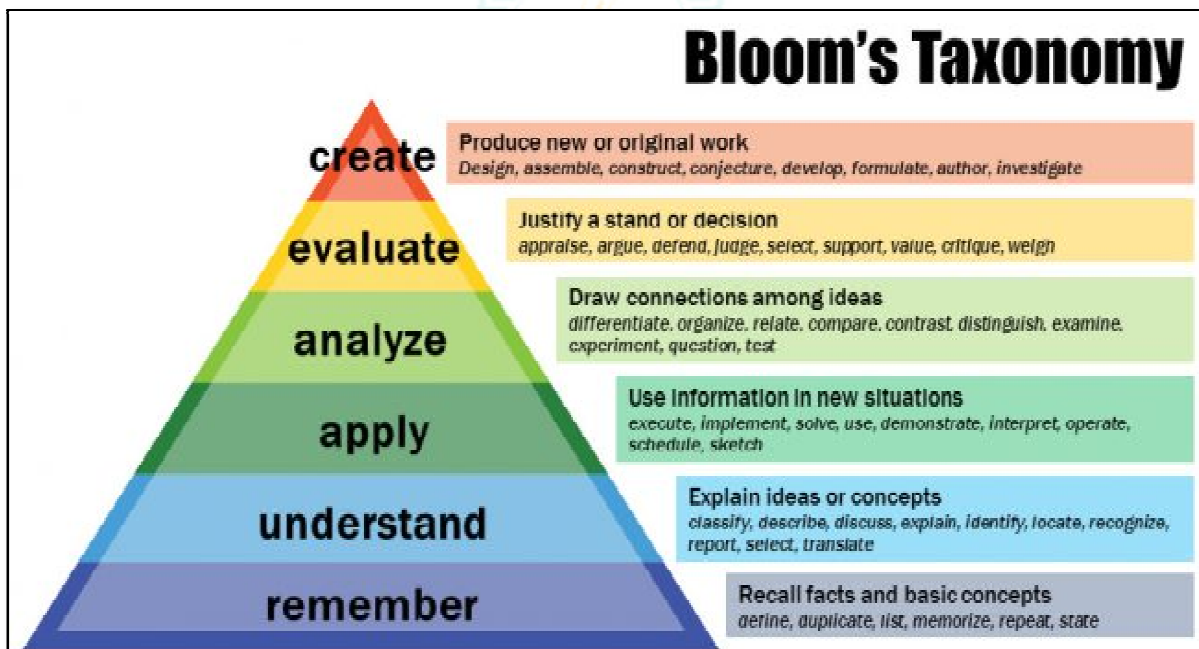 Bloom's Taxonomy
create
Produce new or original work
Design, assemble, construct, conjecture, develop, formulate, author, investigate
evaluate
Justify a stand or decision
appraise, argue, defend, judge, select, support, value, critique, weigh
analyze
Draw connections among ideas
differentiate, organize, relate, compare, contrast, distinguish, examine,
experiment, question, test
apply
Use information in new situations
execute, implement, solve, use, demonstrate, interpret, operate,
schedule, sketch
understand
Explain ideas or concepts
classify, describe, discuss, explain, identify, locate, recognize,
report, select, translate
remember
Recall facts and basic concepts
define, duplicate, list, memorize, repeat, state